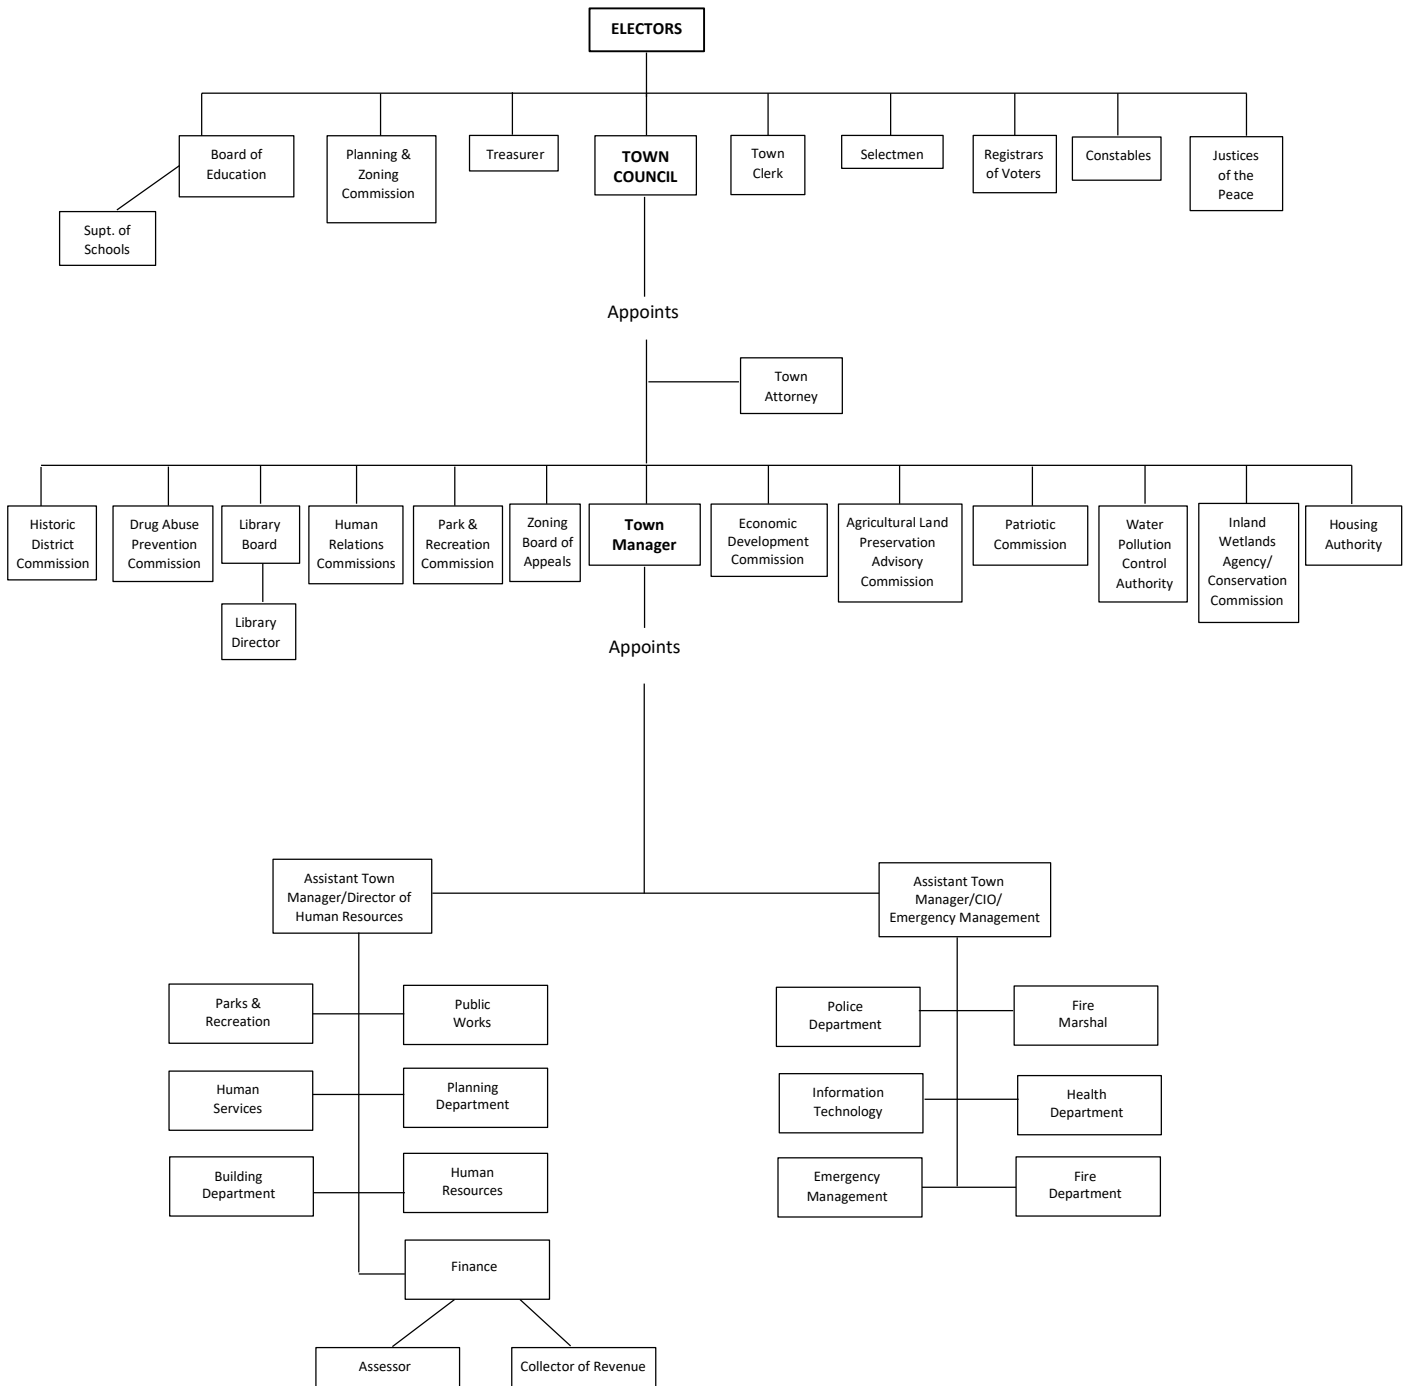 ELECTORS
Board of
Education
Planning &
Zoning
Commission
Treasurer
TOWN
COUNCIL
Town
Clerk
Selectmen
Registrars
of Voters
Constables
Justices
of the
Peace
Supt. of
Schools
Appoints
Town
Attorney
Historic
District
Commission
Drug Abuse
Prevention
Commission
Library
Board
Human
Relations
Commissions
Park &
Recreation
Commission
Zoning
Board of
Appeals
Town
Manager
Economic
Development
Commission
Agricultural Land
Preservation
Advisory
Commission
Patriotic
Commission
Water
Pollution
Control
Authority
Inland
Wetlands
Agency/
Conservation
Commission
Housing
Authority
Library
Director
Appoints
Assistant Town
Manager/Director of
Human Resources
Assistant Town
Manager/CIO/
Emergency Management
Parks &
Recreation
Public
Works
Police
Department
Fire
Marshal
Human
Services
Planning
Department
Information
Technology
Health
Department
Building
Department
Human
Resources
Emergency
Management
Fire
Department
Finance
Assessor
Collector of Revenue